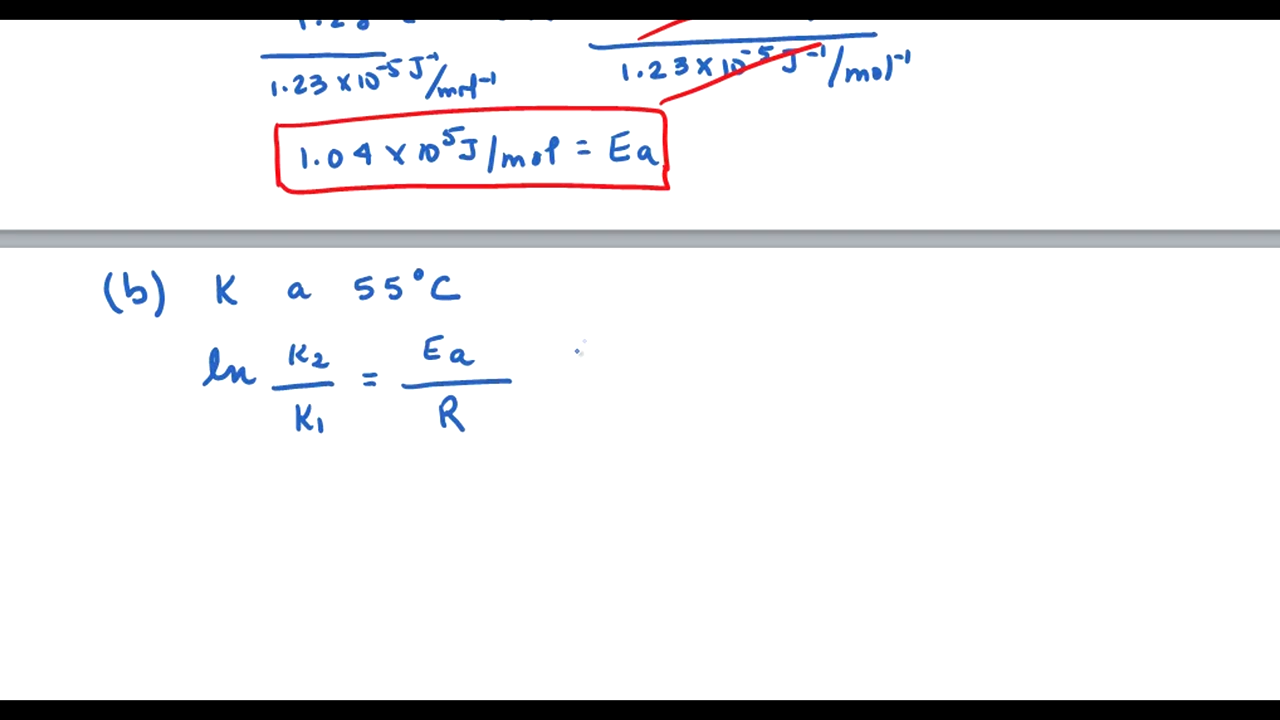 1.23 × 10⁻⁵ J⁻¹/mol⁻¹ 1.23 × 10⁻⁵ J⁻¹/mol⁻¹
1.04 × 10⁵ J/mol = Ea
(b) K a 55°C
ln K₂/K₁ = Ea/R